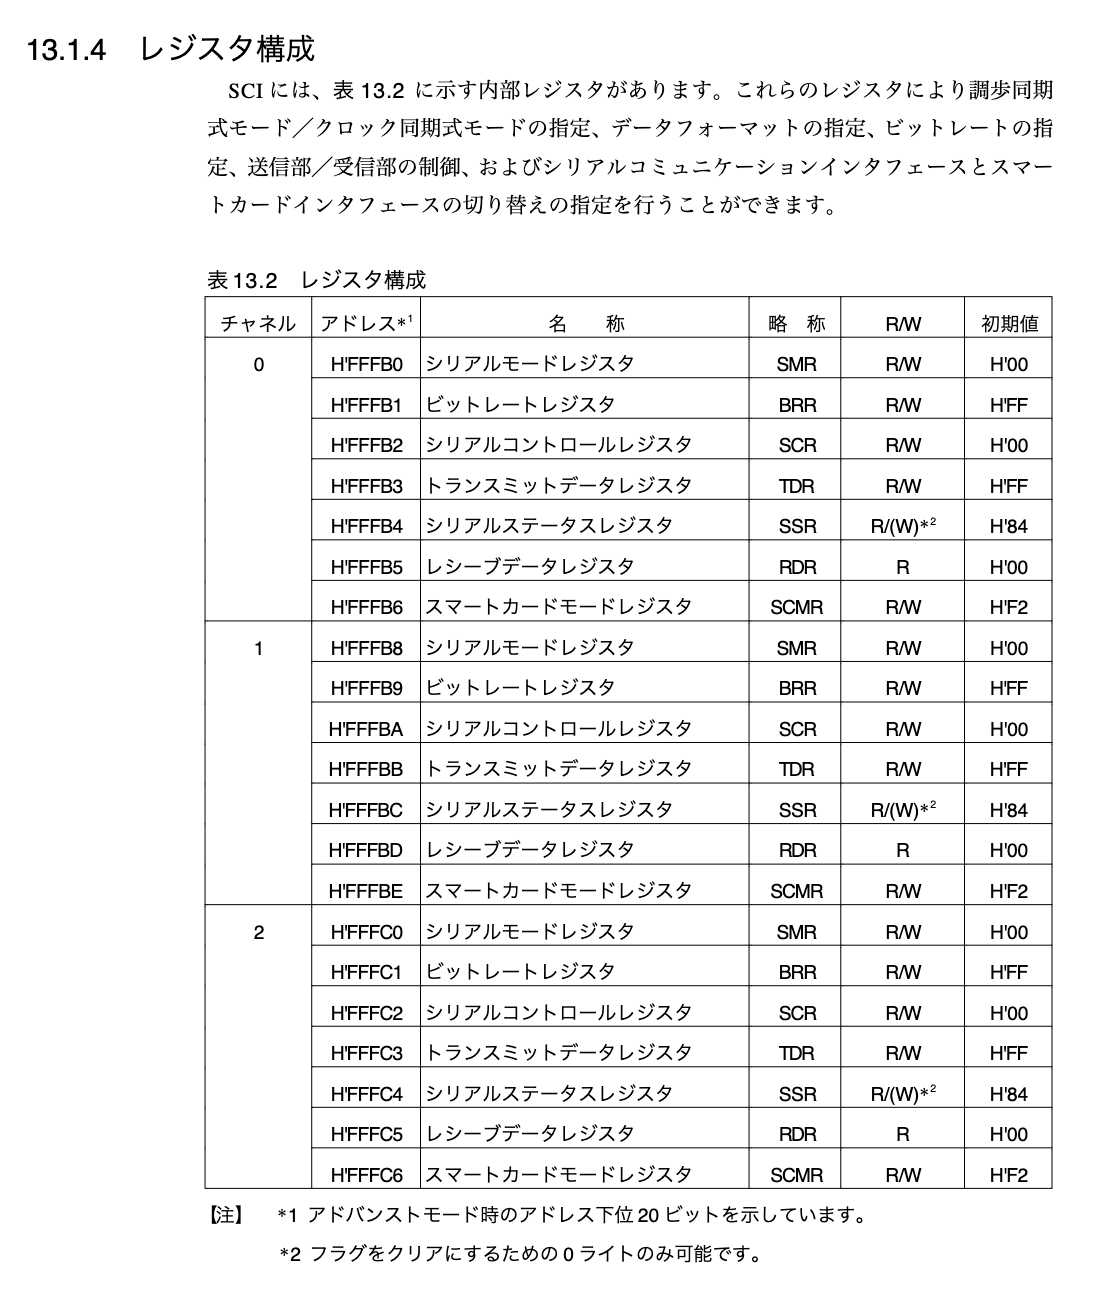 13.1.4 レジスタ構成
SCI には、表 13.2 に示す内部レジスタがあります。これらのレジスタにより調歩同期
式モード／クロック同期式モードの指定、データフォーマットの指定、ビットレートの指
定、送信部／受信部の制御、およびシリアルコミュニケーションインタフェースとスマー
トカードインタフェースの切り替えの指定を行うことができます。
表 13.2 レジスタ構成
チャネル アドレス*1 名 称 略 称 R/W 初期値
0 H'FFFB0 シリアルモードレジスタ SMR R/W H'00
H'FFFB1 ビットレートレジスタ BRR R/W H'FF
H'FFFB2 シリアルコントロールレジスタ SCR R/W H'00
H'FFFB3 トランスミットデータレジスタ TDR R/W H'FF
H'FFFB4 シリアルステータスレジスタ SSR R/(W)*2 H'84
H'FFFB5 レシーブデータレジスタ RDR R H'00
H'FFFB6 スマートカードモードレジスタ SCMR R/W H'F2
1 H'FFFB8 シリアルモードレジスタ SMR R/W H'00
H'FFFB9 ビットレートレジスタ BRR R/W H'FF
H'FFFBA シリアルコントロールレジスタ SCR R/W H'00
H'FFFBB トランスミットデータレジスタ TDR R/W H'FF
H'FFFBC シリアルステータスレジスタ SSR R/(W)*2 H'84
H'FFFBD レシーブデータレジスタ RDR R H'00
H'FFFBE スマートカードモードレジスタ SCMR R/W H'F2
2 H'FFFC0 シリアルモードレジスタ SMR R/W H'00
H'FFFC1 ビットレートレジスタ BRR R/W H'FF
H'FFFC2 シリアルコントロールレジスタ SCR R/W H'00
H'FFFC3 トランスミットデータレジスタ TDR R/W H'FF
H'FFFC4 シリアルステータスレジスタ SSR R/(W)*2 H'84
H'FFFC5 レシーブデータレジスタ RDR R H'00
H'FFFC6 スマートカードモードレジスタ SCMR R/W H'F2
【注】 *1 アドバンストモード時のアドレス下位 20 ビットを示しています。
*2 フラグをクリアにするための 0 ライトのみ可能です。